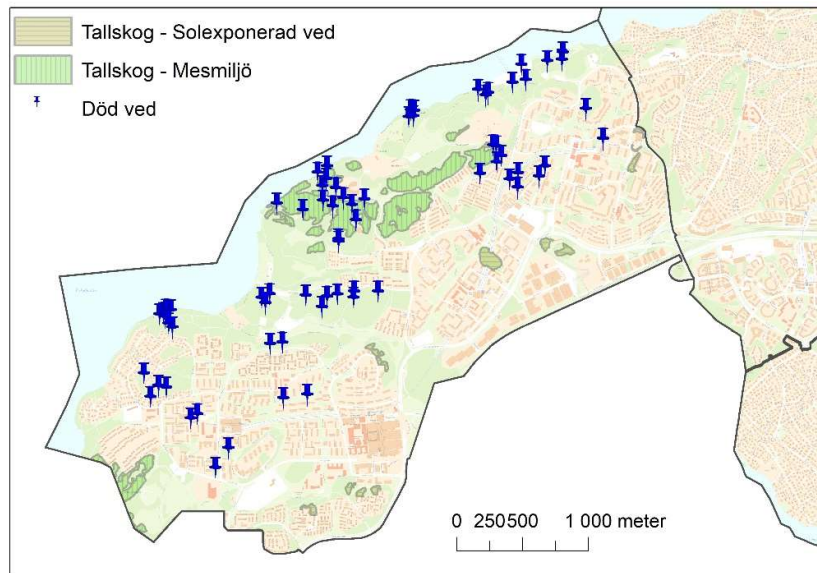 Tallskog - Solexponerad ved
Tallskog - Mesmiljö
Död ved
0 250500 1 000 meter